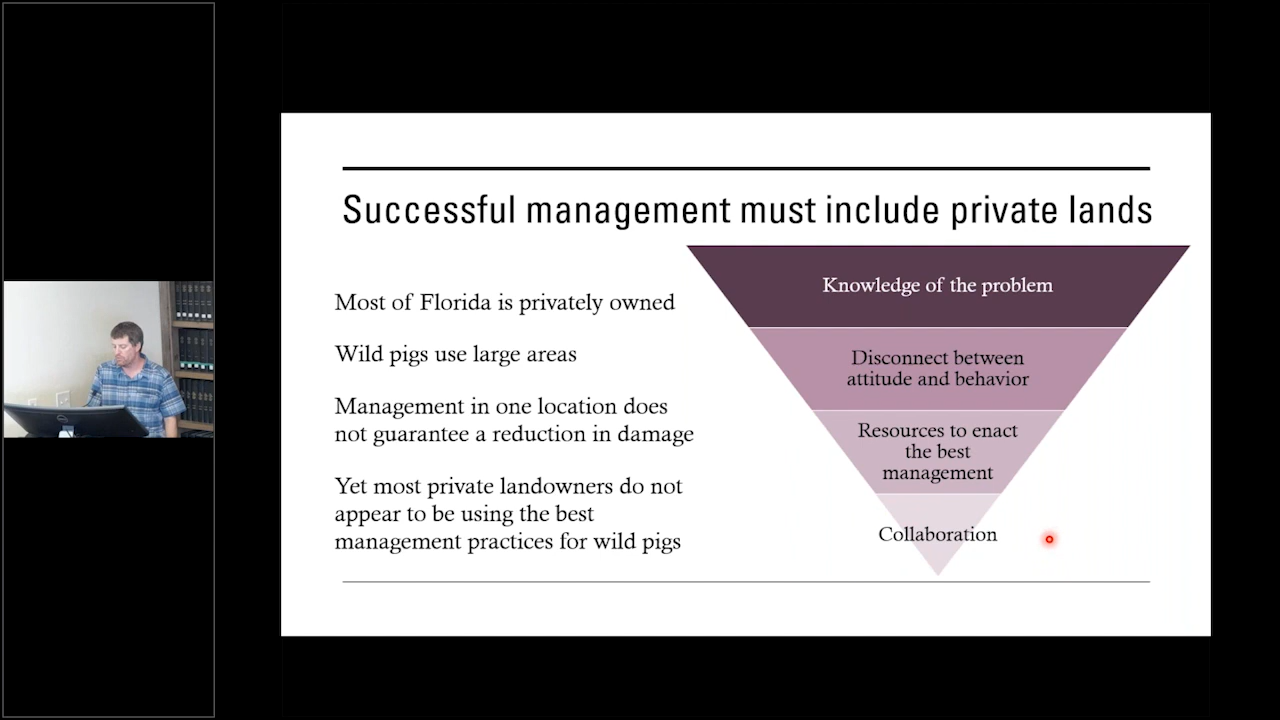 Successful management must include private lands
Most of Florida is privately owned
Wild pigs use large areas
Management in one location does
not guarantee a reduction in damage
Yet most private landowners do not
appear to be using the best
management practices for wild pigs
Knowledge of the problem
Disconnect between
attitude and behavior
Resources to enact
the best
management
Collaboration